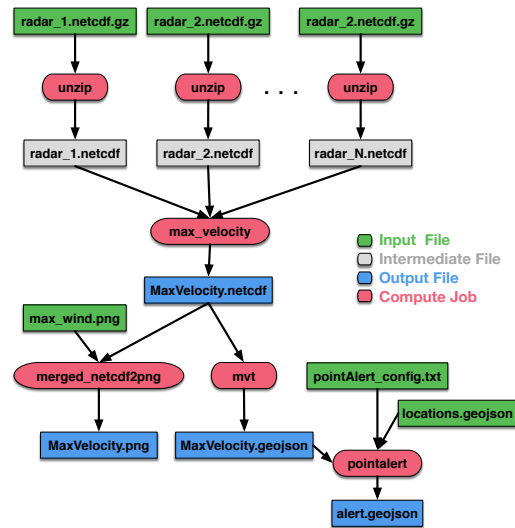 radar_1.netcdf.gz
radar_2.netcdf.gz
radar_2.netcdf.gz
unzip
unzip
. . .
unzip
radar_1.netcdf
radar_2.netcdf
radar_N.netcdf
max_velocity
Input File
Intermediate File
Output File
Compute Job
MaxVelocity.netcdf
max_wind.png
merged_netcdf2png
mvt
pointAlert_config.txt
locations.geojson
MaxVelocity.png
MaxVelocity.geojson
pointalert
alert.geojson